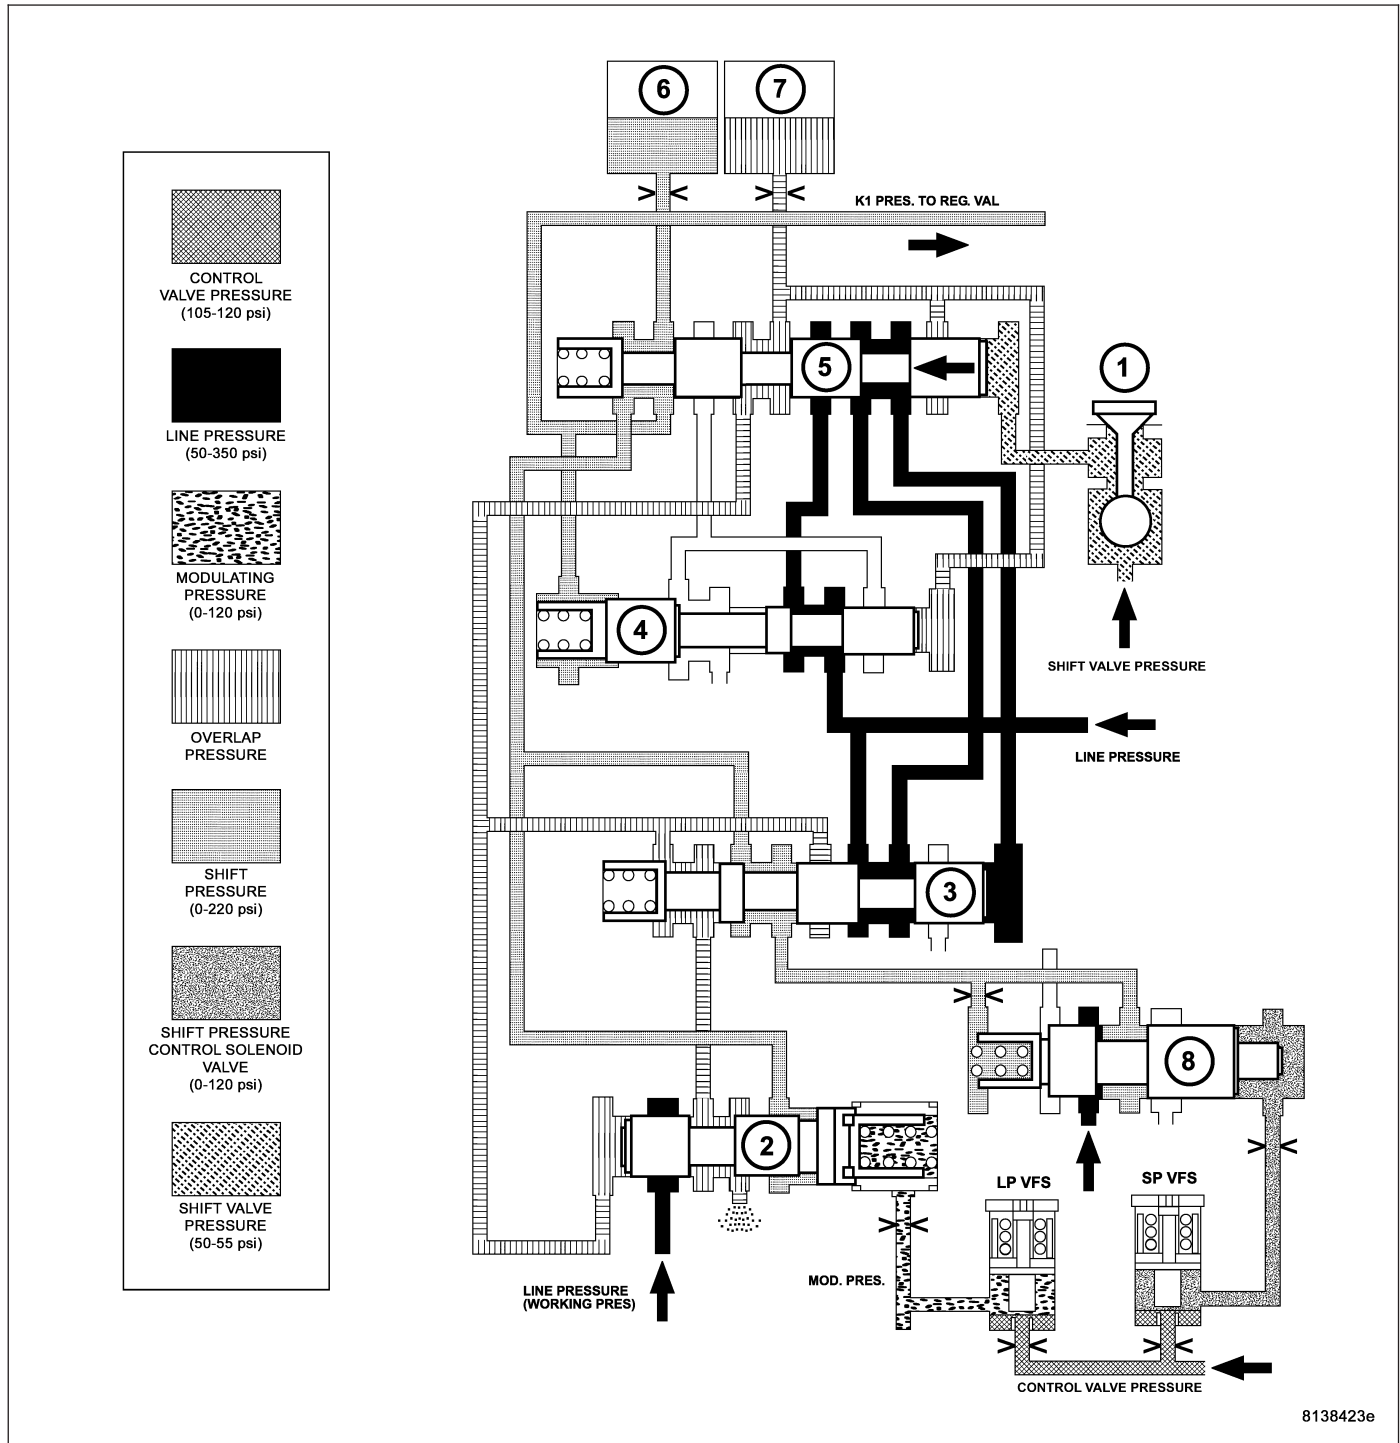 6
7
K1 PRES. TO REG. VAL
CONTROL
VALVE PRESSURE
(105-120 psi)
LINE PRESSURE
(50-350 psi)
MODULATING
PRESSURE
(0-120 psi)
OVERLAP
PRESSURE
SHIFT
PRESSURE
(0-220 psi)
SHIFT PRESSURE
CONTROL SOLENOID
VALVE
(0-120 psi)
SHIFT VALVE
PRESSURE
(50-55 psi)
5
1
4
SHIFT VALVE PRESSURE
LINE PRESSURE
3
8
2
LP VFS
SP VFS
MOD. PRES.
LINE PRESSURE
(WORKING PRES)
CONTROL VALVE PRESSURE
8138423e